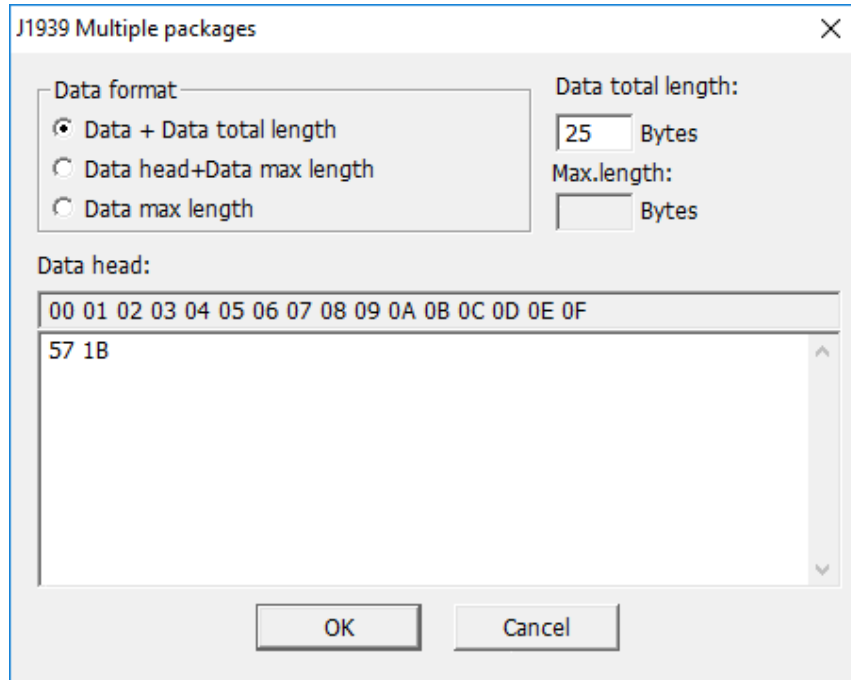 J1939 Multiple packages
Data format
Data + Data total length
Data head+Data max length
Data max length
Data total length:
25 Bytes
Max.length:
Bytes
Data head:
00 01 02 03 04 05 06 07 08 09 0A 0B 0C 0D 0E 0F
57 1B
OK Cancel